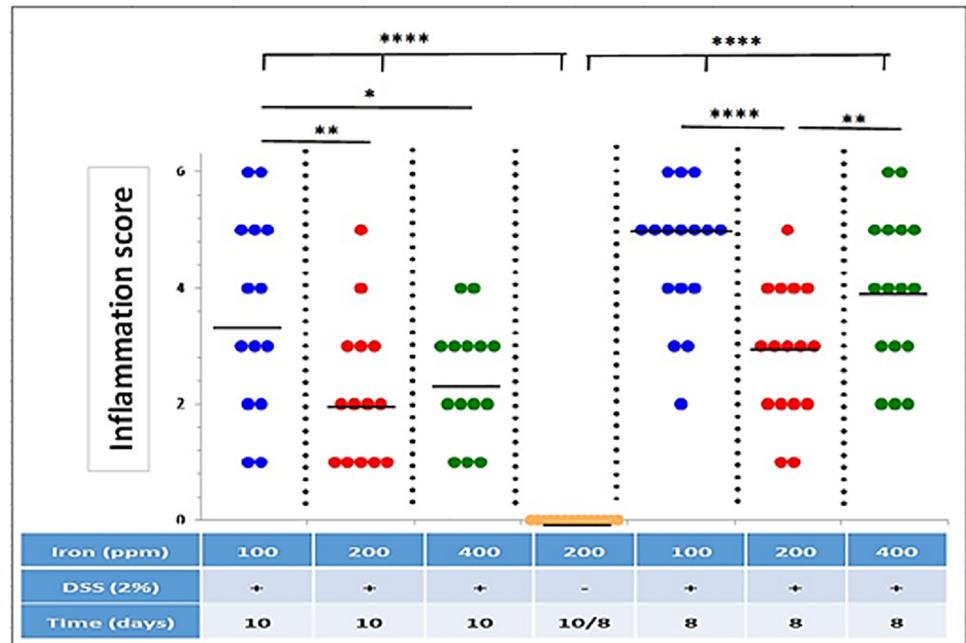 **** ****
*
**** **
**
6
4
2
0
Inflammation score
Iron (ppm) 100 200 400 200 100 200 400
DSS (2%) + + + - + + +
Time (days) 10 10 10 10/8 8 8 8